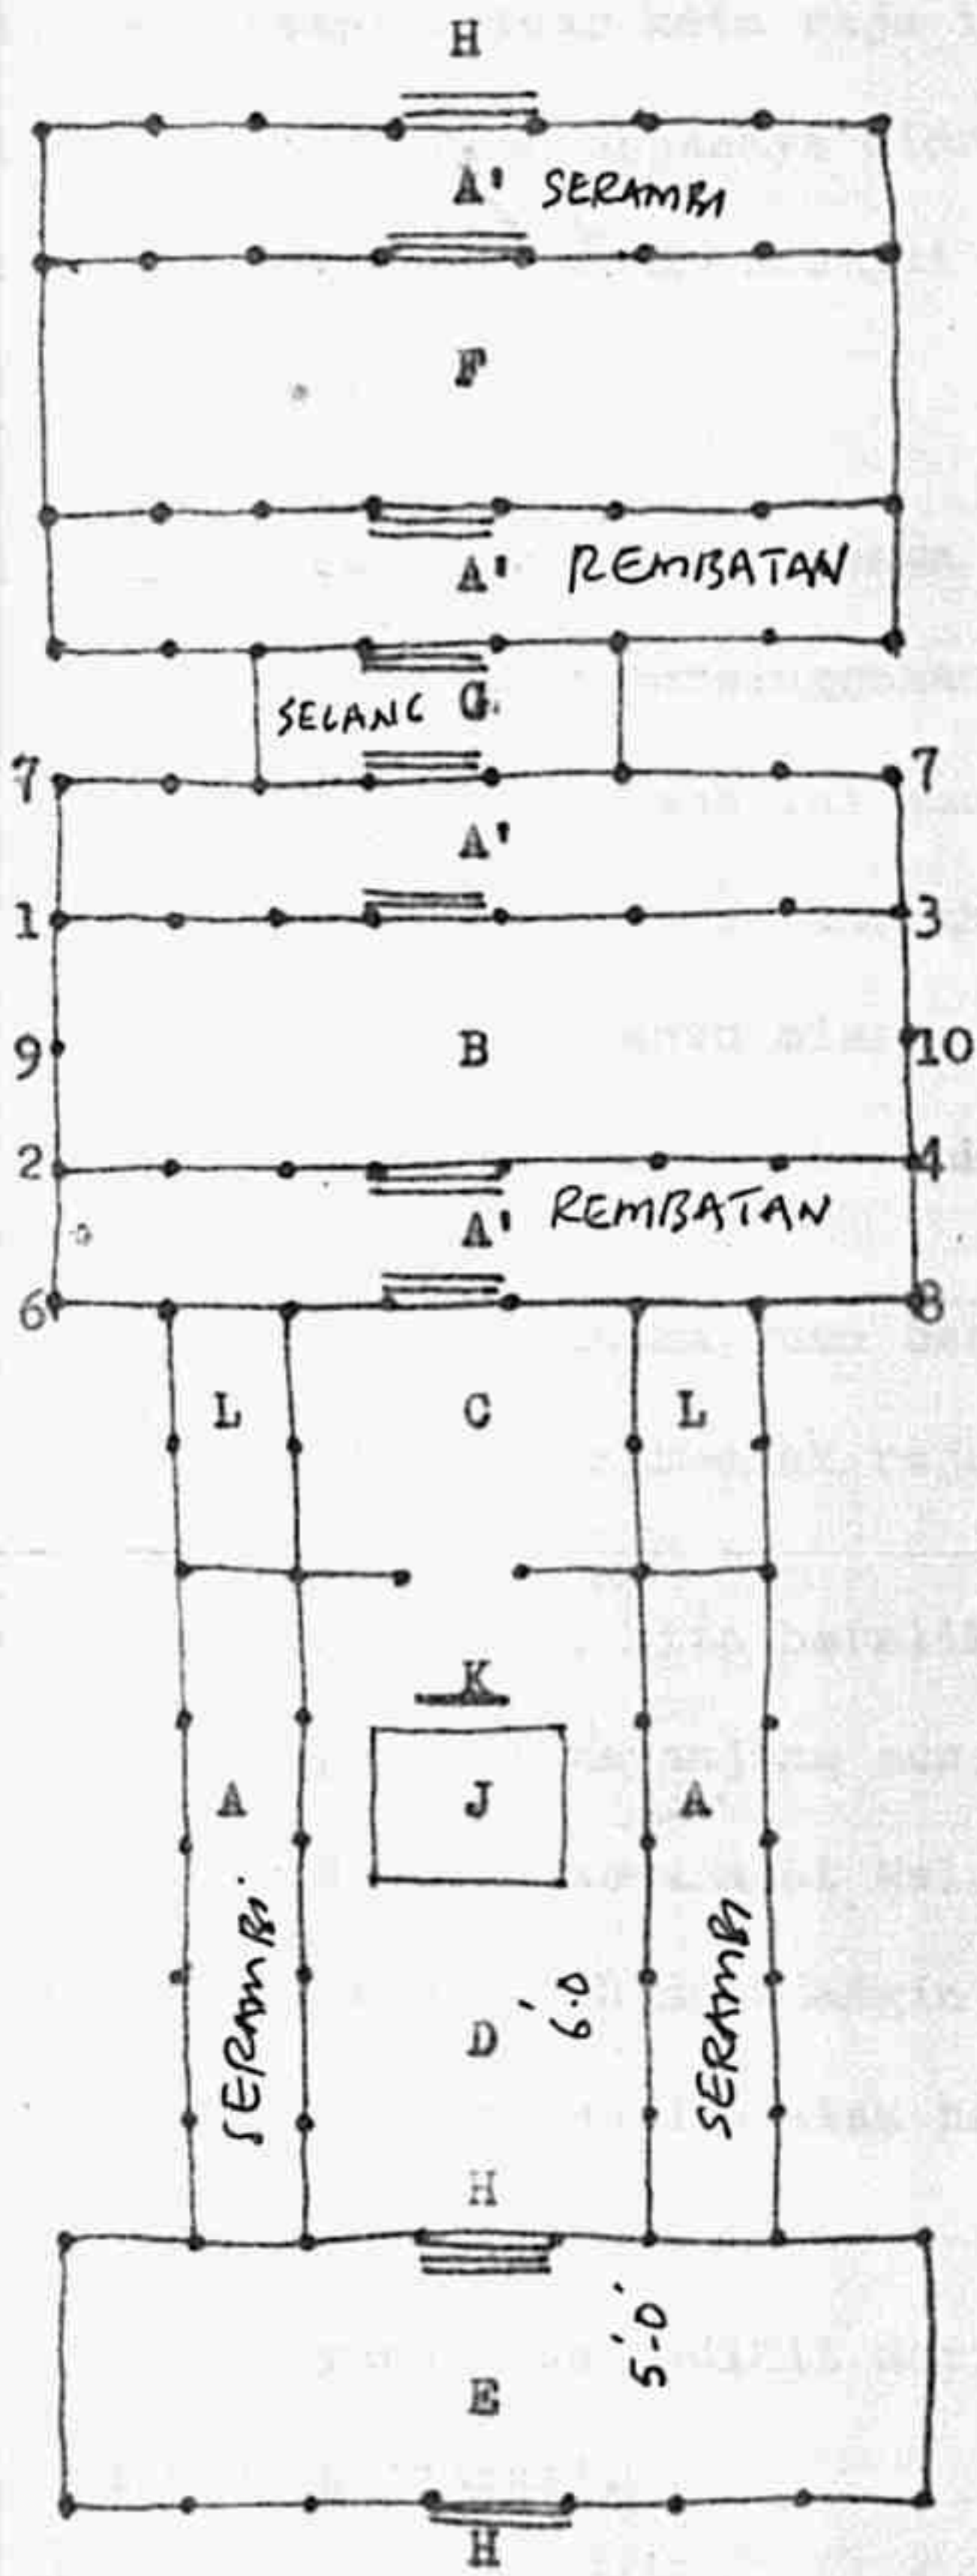 H
A' SERAMBI
F
A' REMBATAN
SELANG G.
7 7
A'
1 3
9 B 10
2 4
A' REMBATAN
6 8
L C L
K
A J A
SERAMBI SERAMBI
D 6'.0
H
5'-0'
E
H